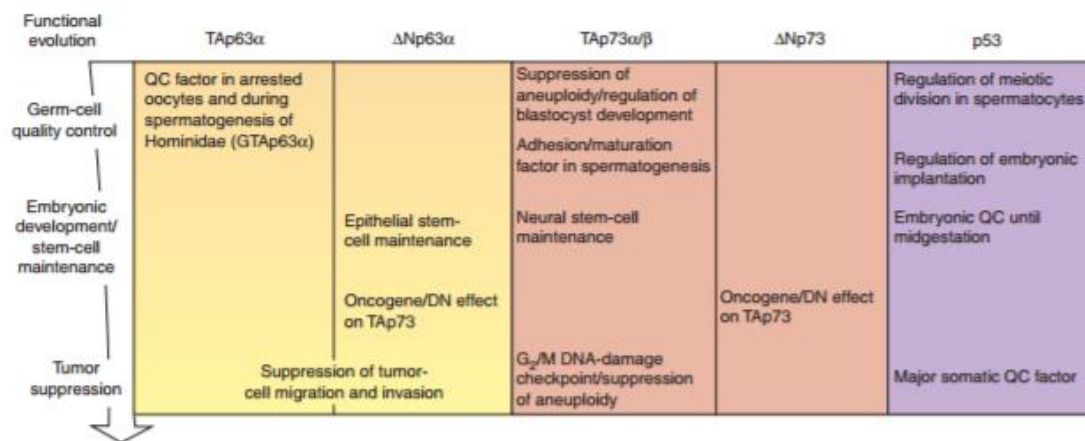 Functional
evolution
TAp63α
ΔNp63α
TAp73α/β
ΔNp73
p53
Germ-cell
quality control
QC factor in arrested
oocytes and during
spermatogenesis of
Hominidae (GTAp63α)
Suppression of
aneuploidy/regulation of
blastocyst development
Adhesion/maturation
factor in spermatogenesis
Regulation of meiotic
division in spermatocytes
Regulation of embryonic
implantation
Embryonic
development/
stem-cell
maintenance
Epithelial stem-
cell maintenance
Neural stem-cell
maintenance
Embryonic QC until
midgestation
Oncogene/DN effect
on TAp73
Oncogene/DN effect
on TAp73
Tumor
suppression
Suppression of tumor-
cell migration and invasion
G₂/M DNA-damage
checkpoint/suppression
of aneuploidy
Major somatic QC factor